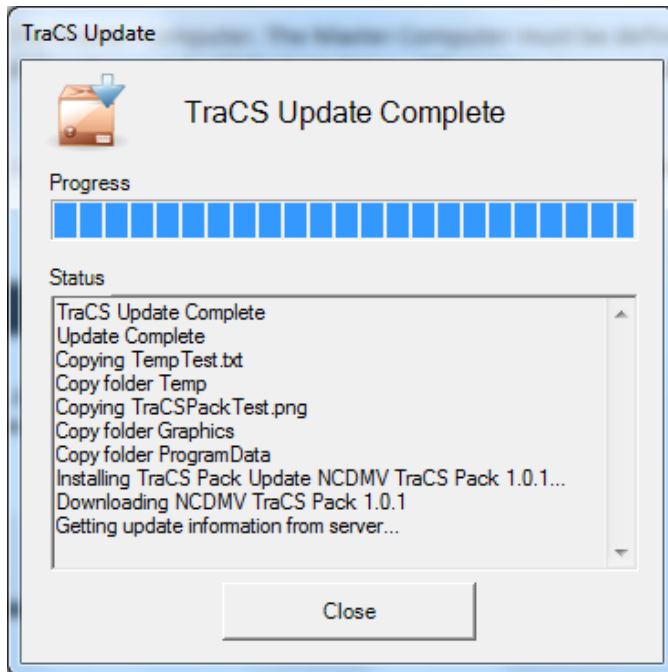 TraCS Update
TraCS Update Complete
Progress
Status
TraCS Update Complete
Update Complete
Copying TempTest.txt
Copy folder Temp
Copying TraCSPackTest.png
Copy folder Graphics
Copy folder ProgramData
Installing TraCS Pack Update NCDMV TraCS Pack 1.0.1...
Downloading NCDMV TraCS Pack 1.0.1
Getting update information from server...
Close